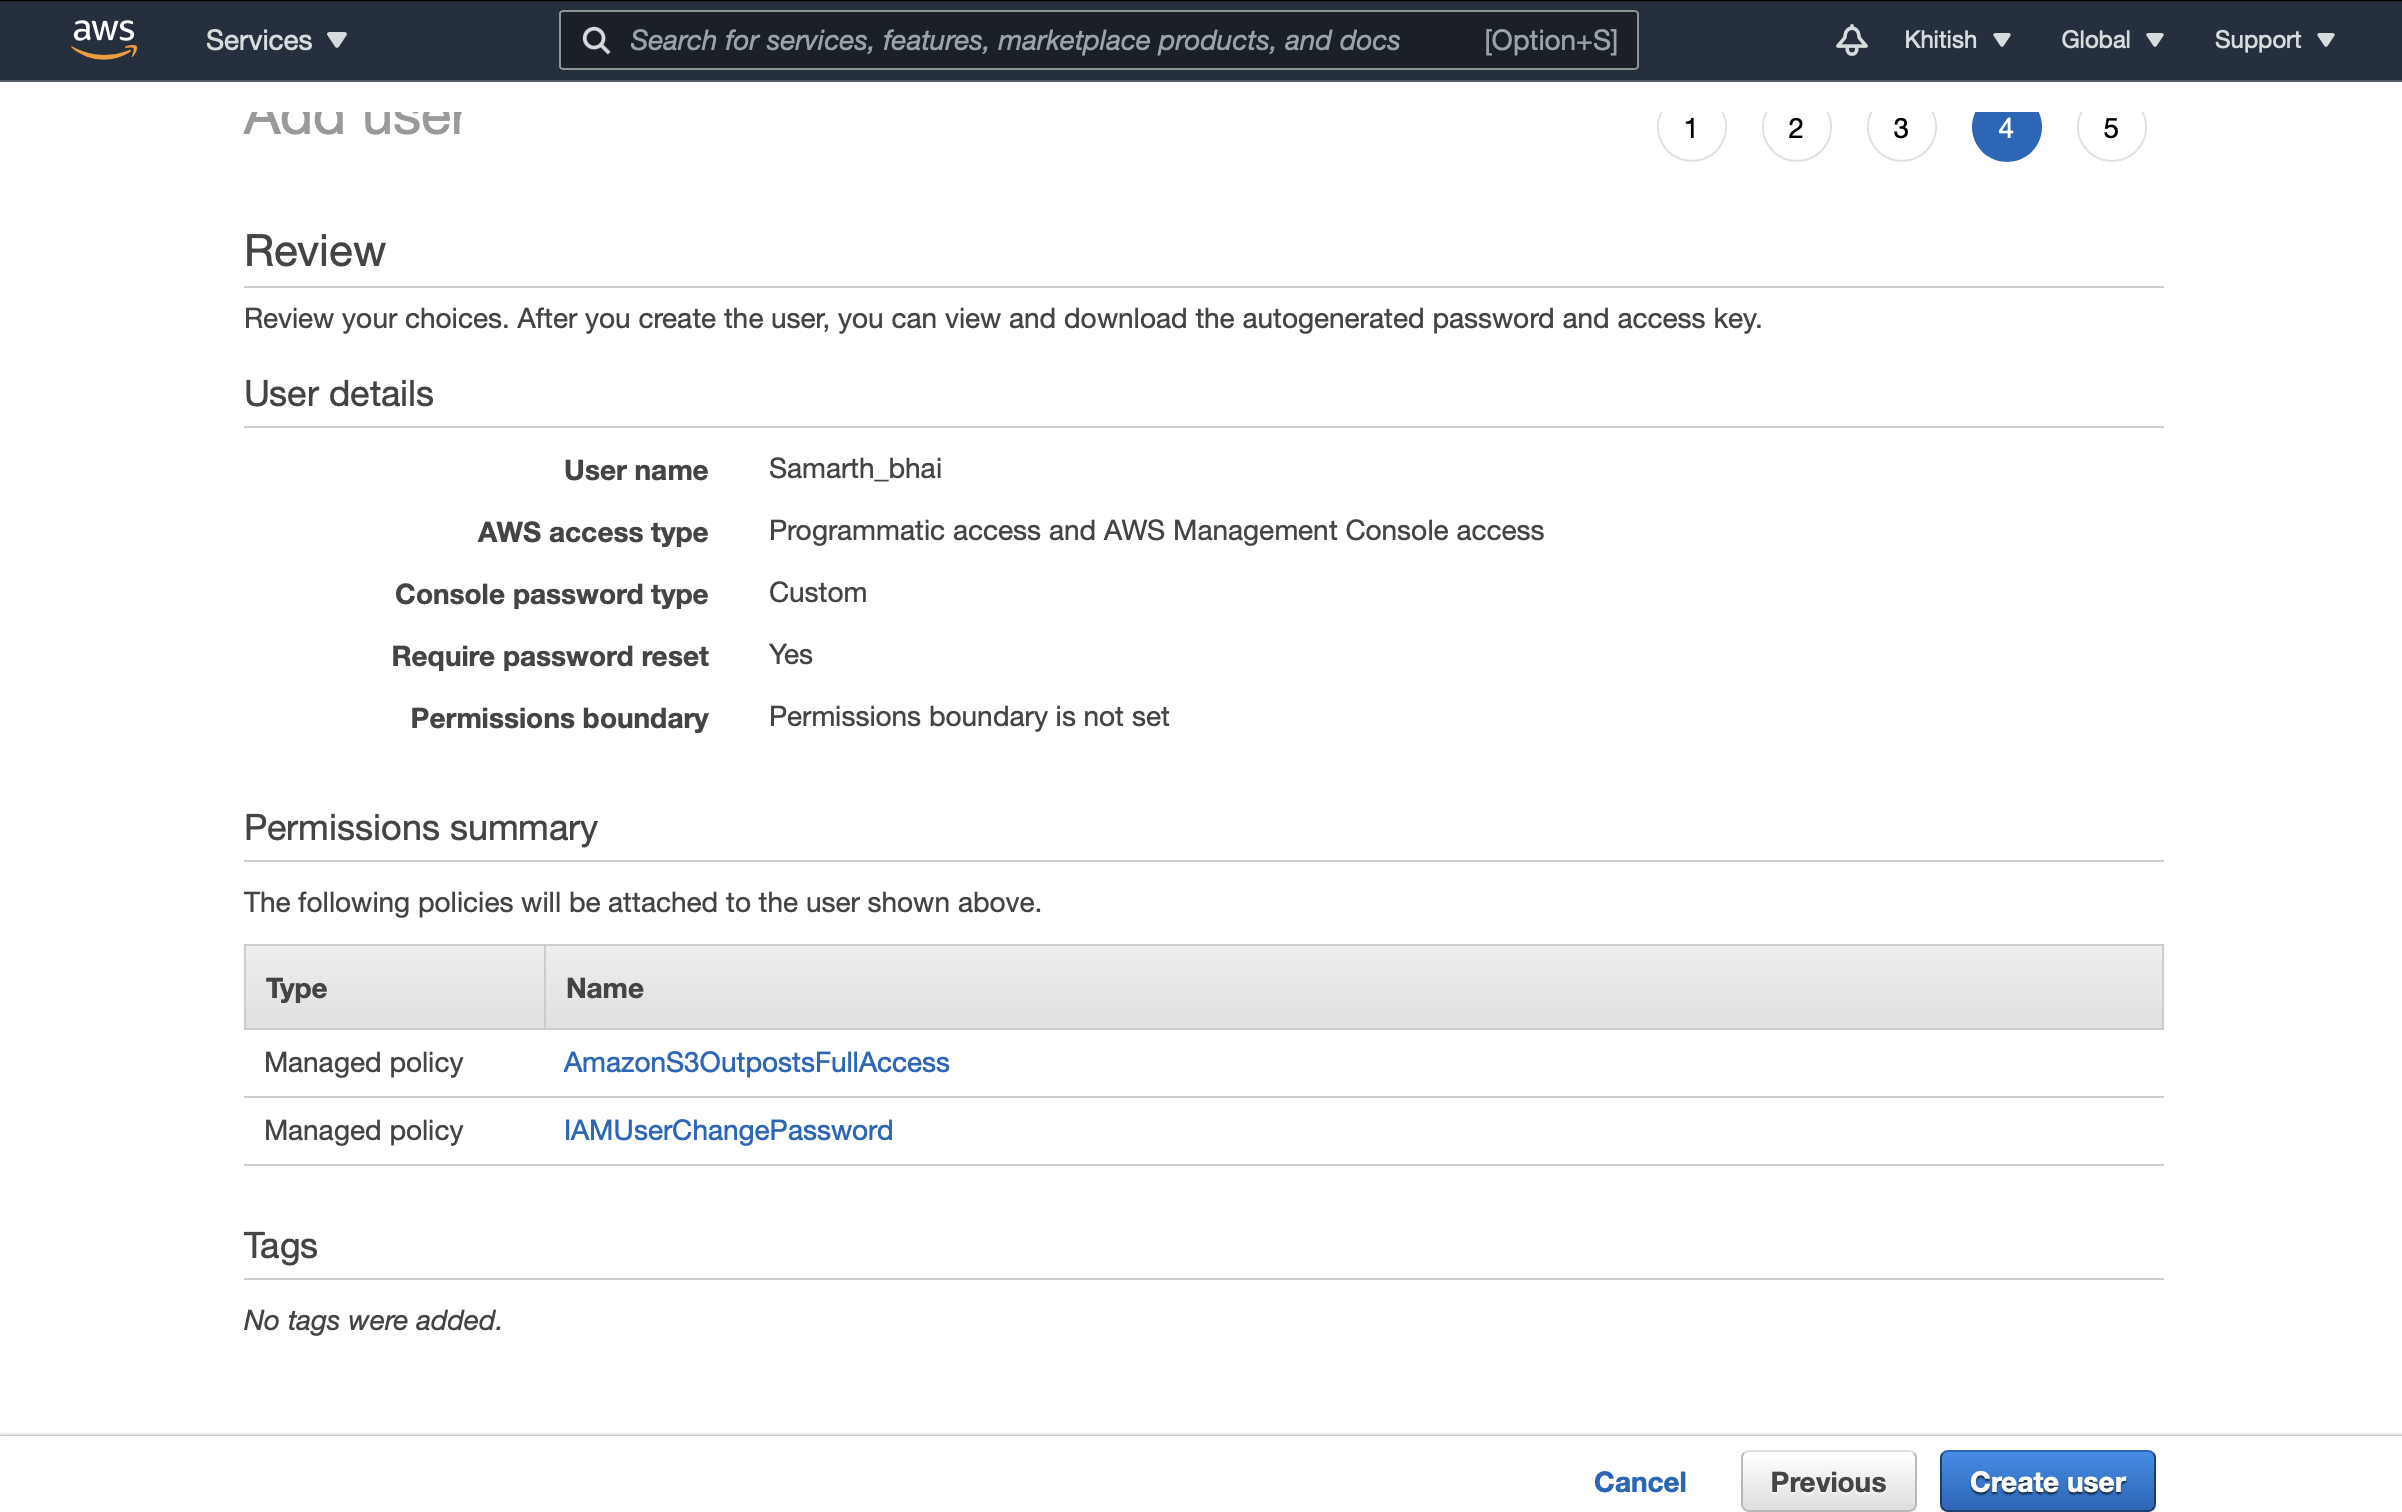 aws Services Search for services, features, marketplace products, and docs [Option+S] Khitish Global Support
Add user 1 2 3 4 5
Review
Review your choices. After you create the user, you can view and download the autogenerated password and access key.
User details
User name Samarth_bhai
AWS access type Programmatic access and AWS Management Console access
Console password type Custom
Require password reset Yes
Permissions boundary Permissions boundary is not set
Permissions summary
The following policies will be attached to the user shown above.
Type Name
Managed policy AmazonS3OutpostsFullAccess
Managed policy IAMUserChangePassword
Tags
No tags were added.
Cancel Previous Create user